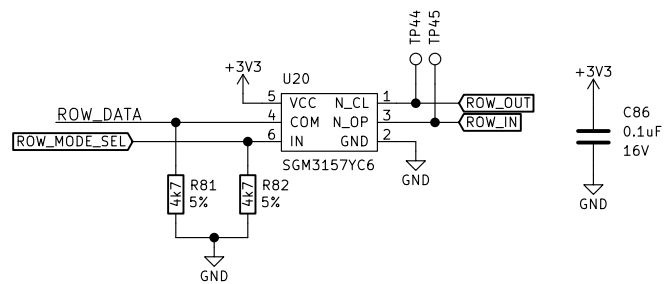 TP44 TP45
+3V3
U20
5 VCC N_CL 1
ROW_OUT
ROW_DATA
4 COM N_OP 3
ROW_IN
ROW_MODE_SEL
6 IN GND 2
SGM3157YC6
GND
4k7 R81
5%
4k7 R82
5%
GND
+3V3
C86
0.1uF
16V
GND